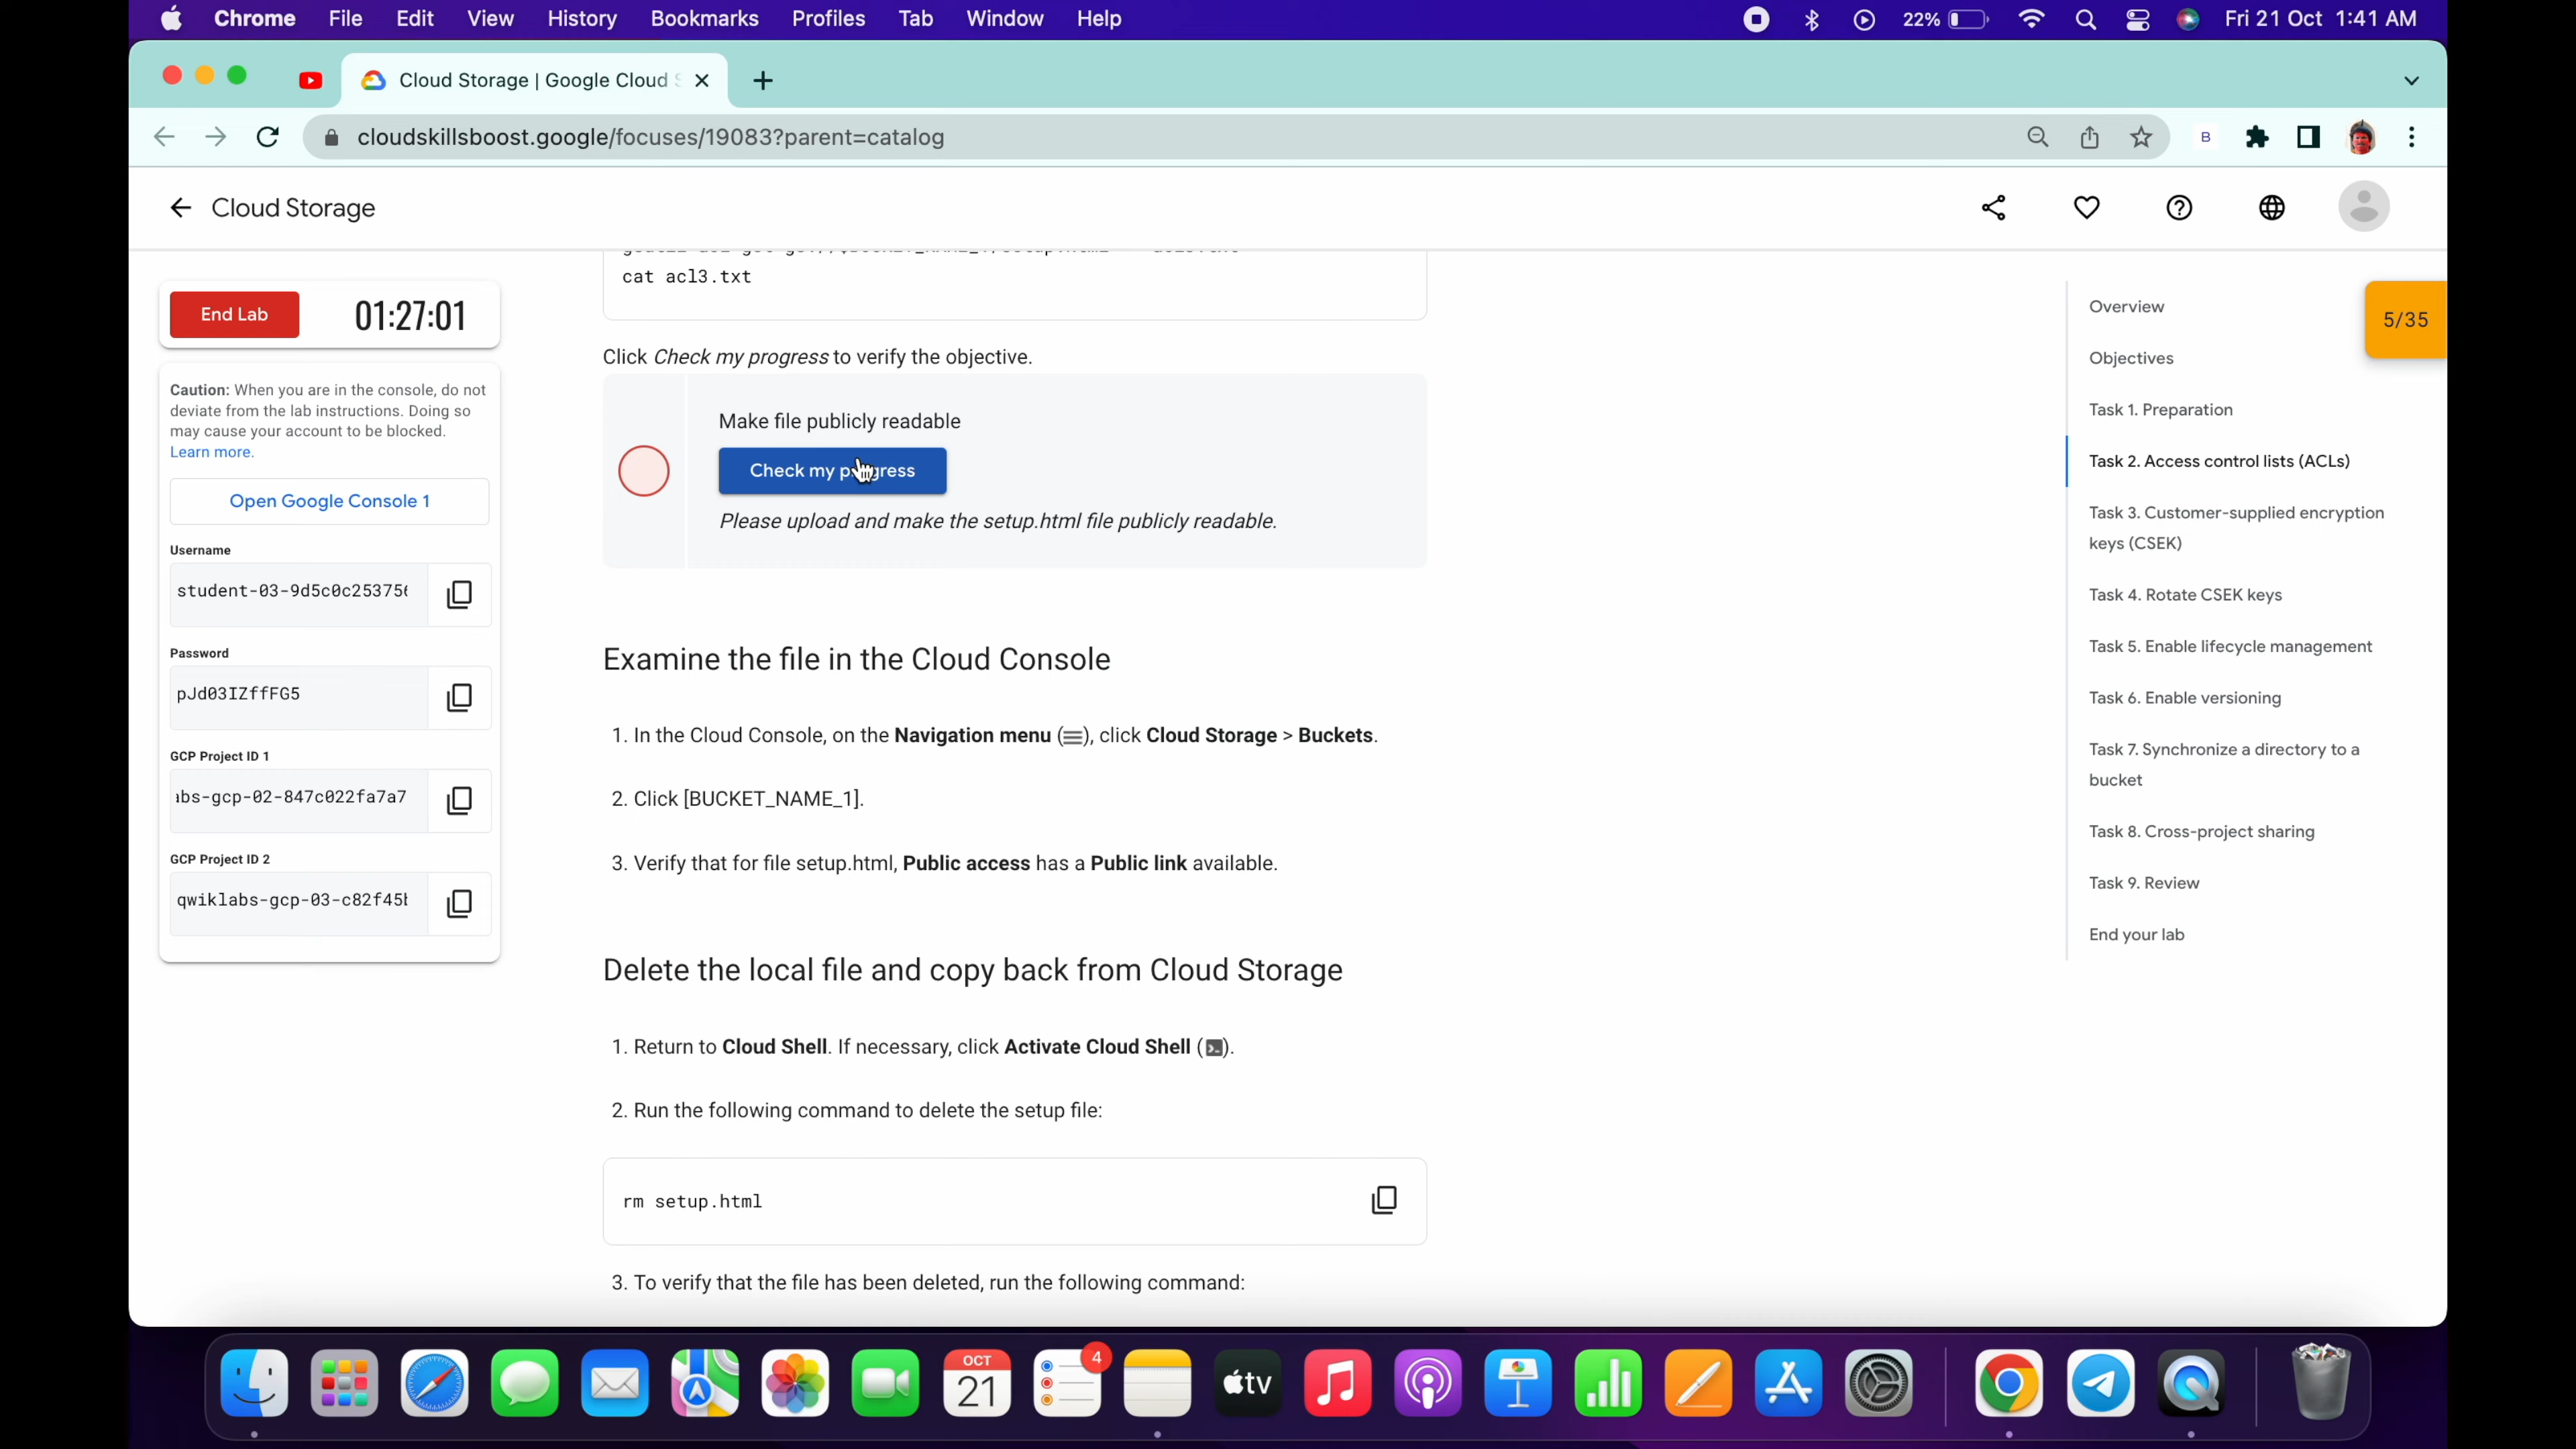 Chrome File Edit View History Bookmarks Profiles Tab Window Help 22% Fri 21 Oct 1:41 AM
Cloud Storage | Google Cloud
cloudskillsboost.google/focuses/19083?parent=catalog B
Cloud Storage
End Lab 01:27:01
Caution: When you are in the console, do not
deviate from the lab instructions. Doing so
may cause your account to be blocked.
Learn more.
Open Google Console 1
Username
student-03-9d5c0c25375
Password
pJd03IZffFG5
GCP Project ID 1
abs-gcp-02-847c022fa7a7
GCP Project ID 2
qwiklabs-gcp-03-c82f45
cat acl3.txt
Click Check my progress to verify the objective.
Make file publicly readable
Check my progress
Please upload and make the setup.html file publicly readable.
Examine the file in the Cloud Console
1. In the Cloud Console, on the Navigation menu (), click Cloud Storage > Buckets.
2. Click [BUCKET_NAME_1].
3. Verify that for file setup.html, Public access has a Public link available.
Delete the local file and copy back from Cloud Storage
1. Return to Cloud Shell. If necessary, click Activate Cloud Shell ().
2. Run the following command to delete the setup file:
rm setup.html
3. To verify that the file has been deleted, run the following command:
Overview
Objectives
Task 1. Preparation
Task 2. Access control lists (ACLs)
Task 3. Customer-supplied encryption
keys (CSEK)
Task 4. Rotate CSEK keys
Task 5. Enable lifecycle management
Task 6. Enable versioning
Task 7. Synchronize a directory to a
bucket
Task 8. Cross-project sharing
Task 9. Review
End your lab
5/35
OCT
21
4
tv